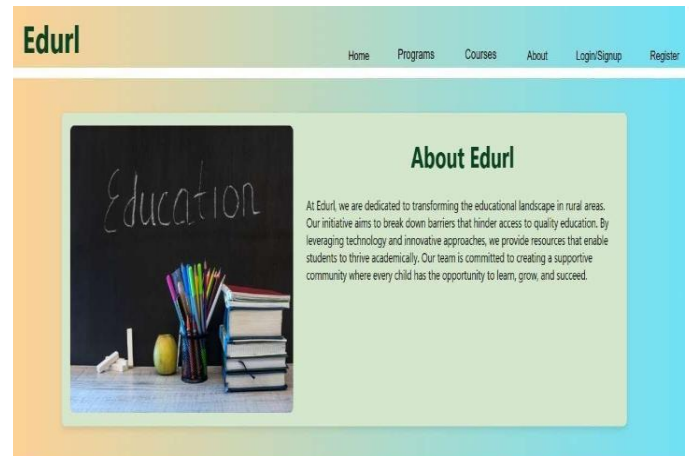 Edurl
Home Programs Courses About Login/Signup Register
Education
About Edurl
At Edurl, we are dedicated to transforming the educational landscape in rural areas.
Our initiative aims to break down barriers that hinder access to quality education. By
leveraging technology and innovative approaches, we provide resources that enable
students to thrive academically. Our team is committed to creating a supportive
community where every child has the opportunity to learn, grow, and succeed.